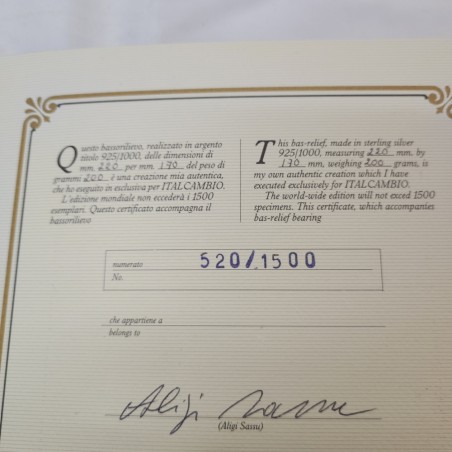 Questo bassorilievo, realizzato in argento
titolo 925/1000, delle dimensioni di
mm. 220 per mm. 170 del peso di
grammi 200 è una creazione mia autentica,
che ho eseguito in esclusiva per ITALCAMBIO.
L'edizione mondiale non eccederà i 1500
esemplari. Questo certificato accompagna il
bassorilievo
This bas-relief, made in sterling silver
925/1000, measuring 220 mm. by
170 mm, weighing 200 grams, is
my own authentic creation which I have
executed exclusively for ITALCAMBIO.
The world-wide edition will not exceed 1500
specimens. This certificate, which accompanies
bas-relief bearing
numerato 520/1500
No.
che appartiene a
belongs to
Aligi Sassu
(Aligi Sassu)